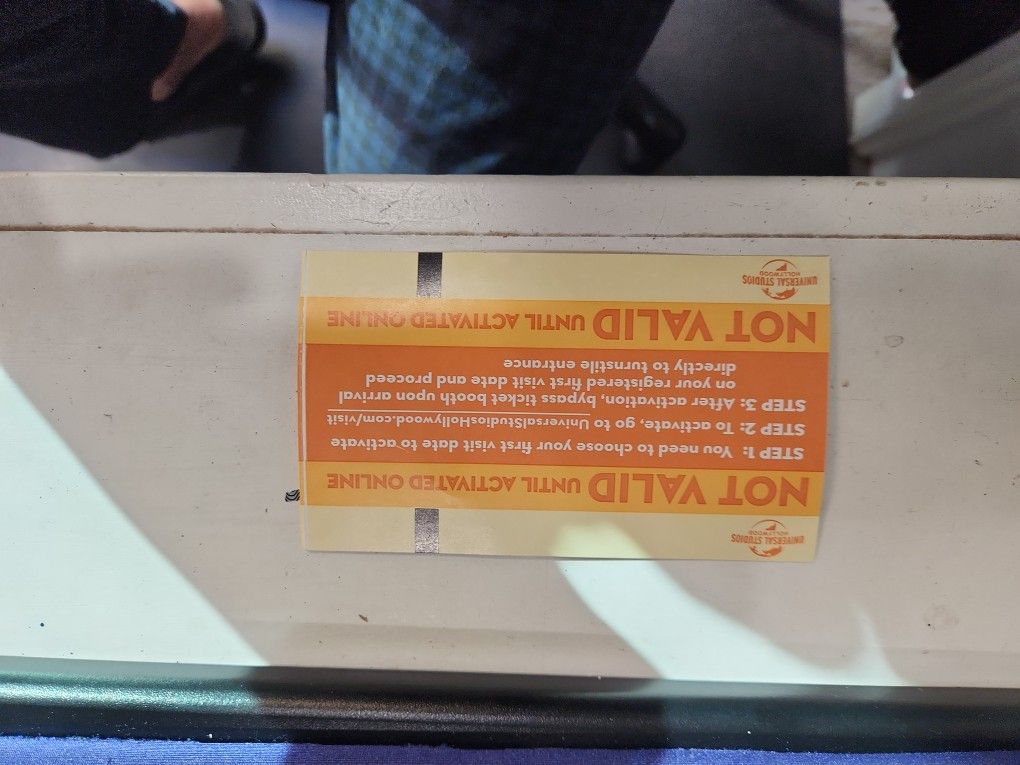 UNIVERSAL STUDIOS
HOLLYWOOD
NOT VALID UNTIL ACTIVATED ONLINE
STEP 1: You need to choose your first visit date to activate
STEP 2: To activate, go to UniversalStudiosHollywood.com/visit
STEP 3: After activation, bypass ticket booth upon arrival
on your registered first visit date and proceed
directly to turnstile entrance
NOT VALID UNTIL ACTIVATED ONLINE
UNIVERSAL STUDIOS
HOLLYWOOD